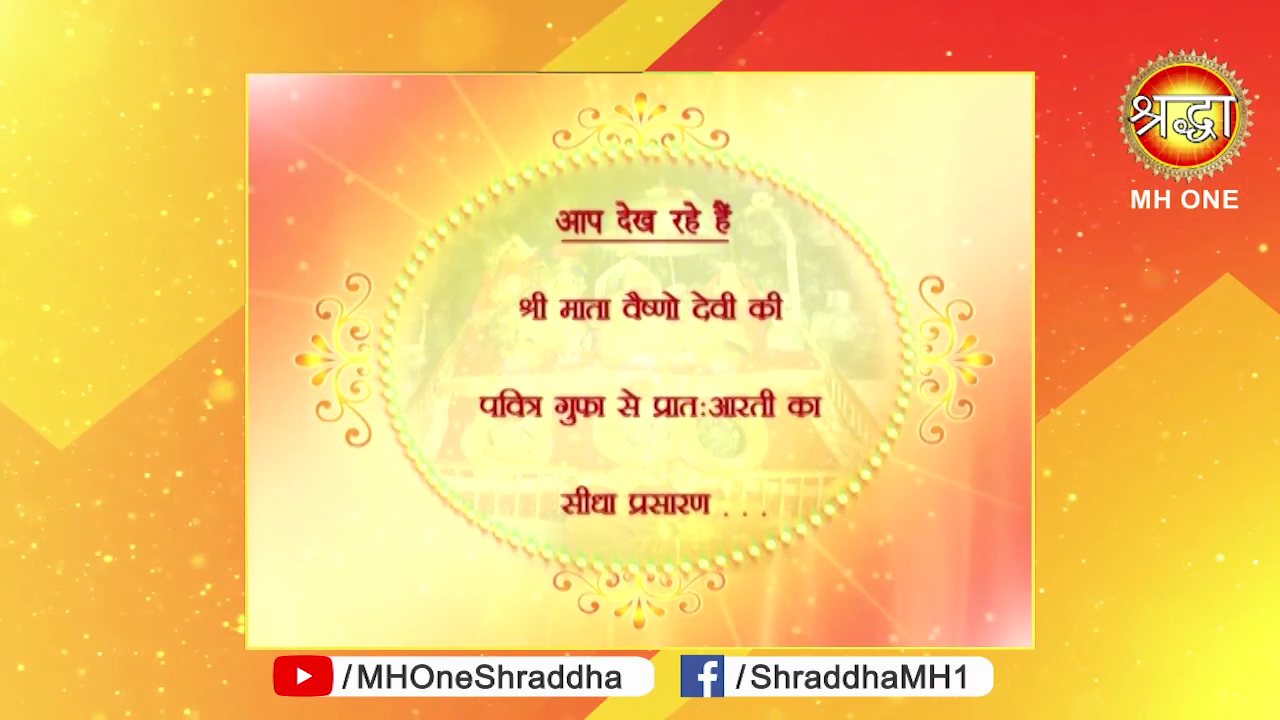 श्रद्धा
MH ONE
आप देख रहे हैं
श्री माता वैष्णो देवी की
पवित्र गुफा से प्रातःआरती का
सीधा प्रसारण . . .
/MHOneShraddha
/ShraddhaMH1